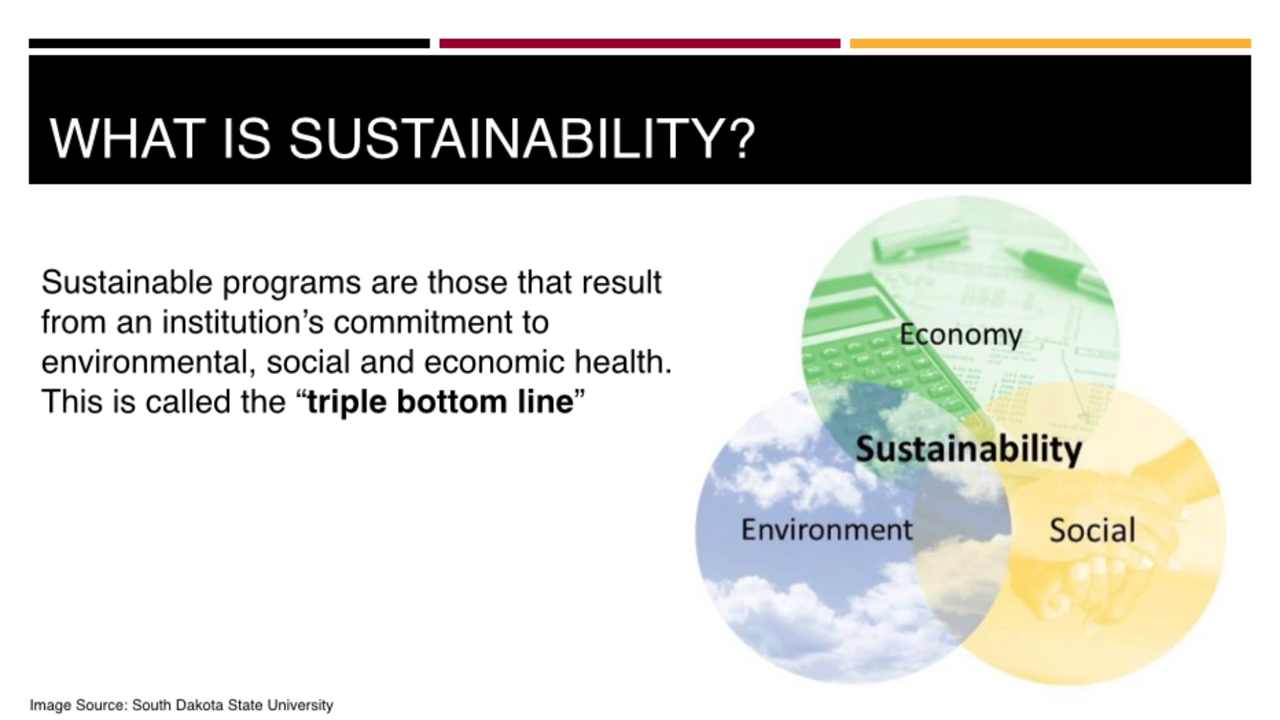 WHAT IS SUSTAINABILITY?
Sustainable programs are those that result
from an institution’s commitment to
environmental, social and economic health.
This is called the “triple bottom line”
Economy
Sustainability
Environment
Social
Image Source: South Dakota State University